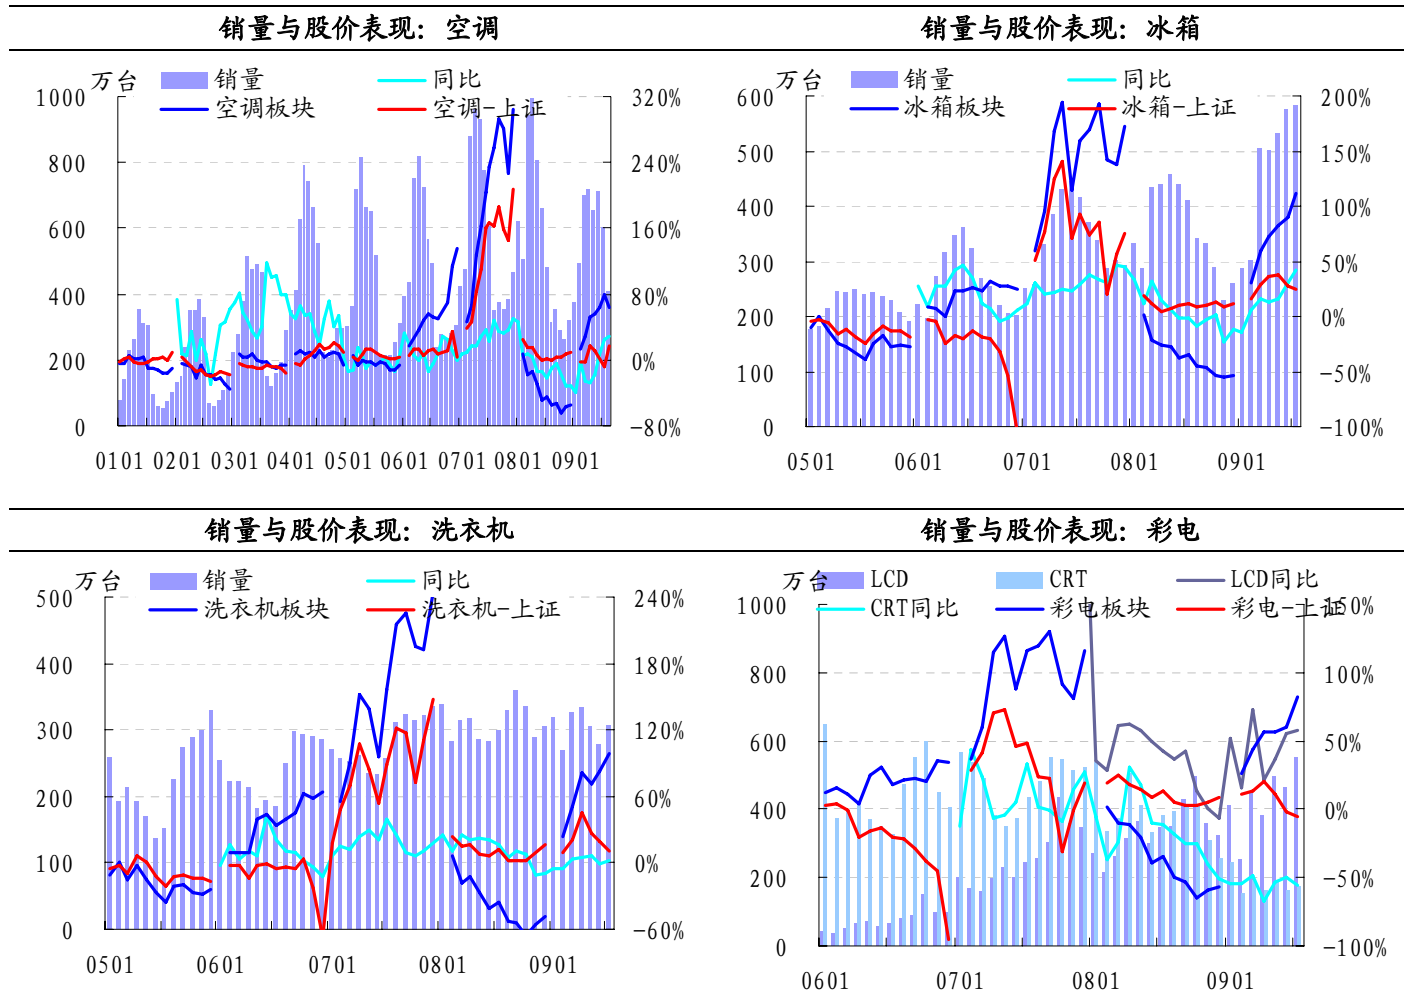 销量与股价表现：空调
万台 销量 同比
空调板块 空调-上证
1000 320%
800 240%
600 160%
400 80%
200 0%
0 -80%
0101 0201 0301 0401 0501 0601 0701 0801 0901
销量与股价表现：冰箱
万台 销量 同比
冰箱板块 冰箱-上证
600 200%
500 150%
400 100%
300 50%
200 0%
100 -50%
0 -100%
0501 0601 0701 0801 0901
销量与股价表现：洗衣机
万台 销量 同比
洗衣机板块 洗衣机-上证
500 240%
400 180%
300 120%
200 60%
100 0%
0 -60%
0501 0601 0701 0801 0901
销量与股价表现：彩电
万台 LCD CRT LCD同比
CRT同比 彩电板块 彩电-上证
1000 150%
800 100%
600 50%
400 0%
200 -50%
0 -100%
0601 0701 0801 0901